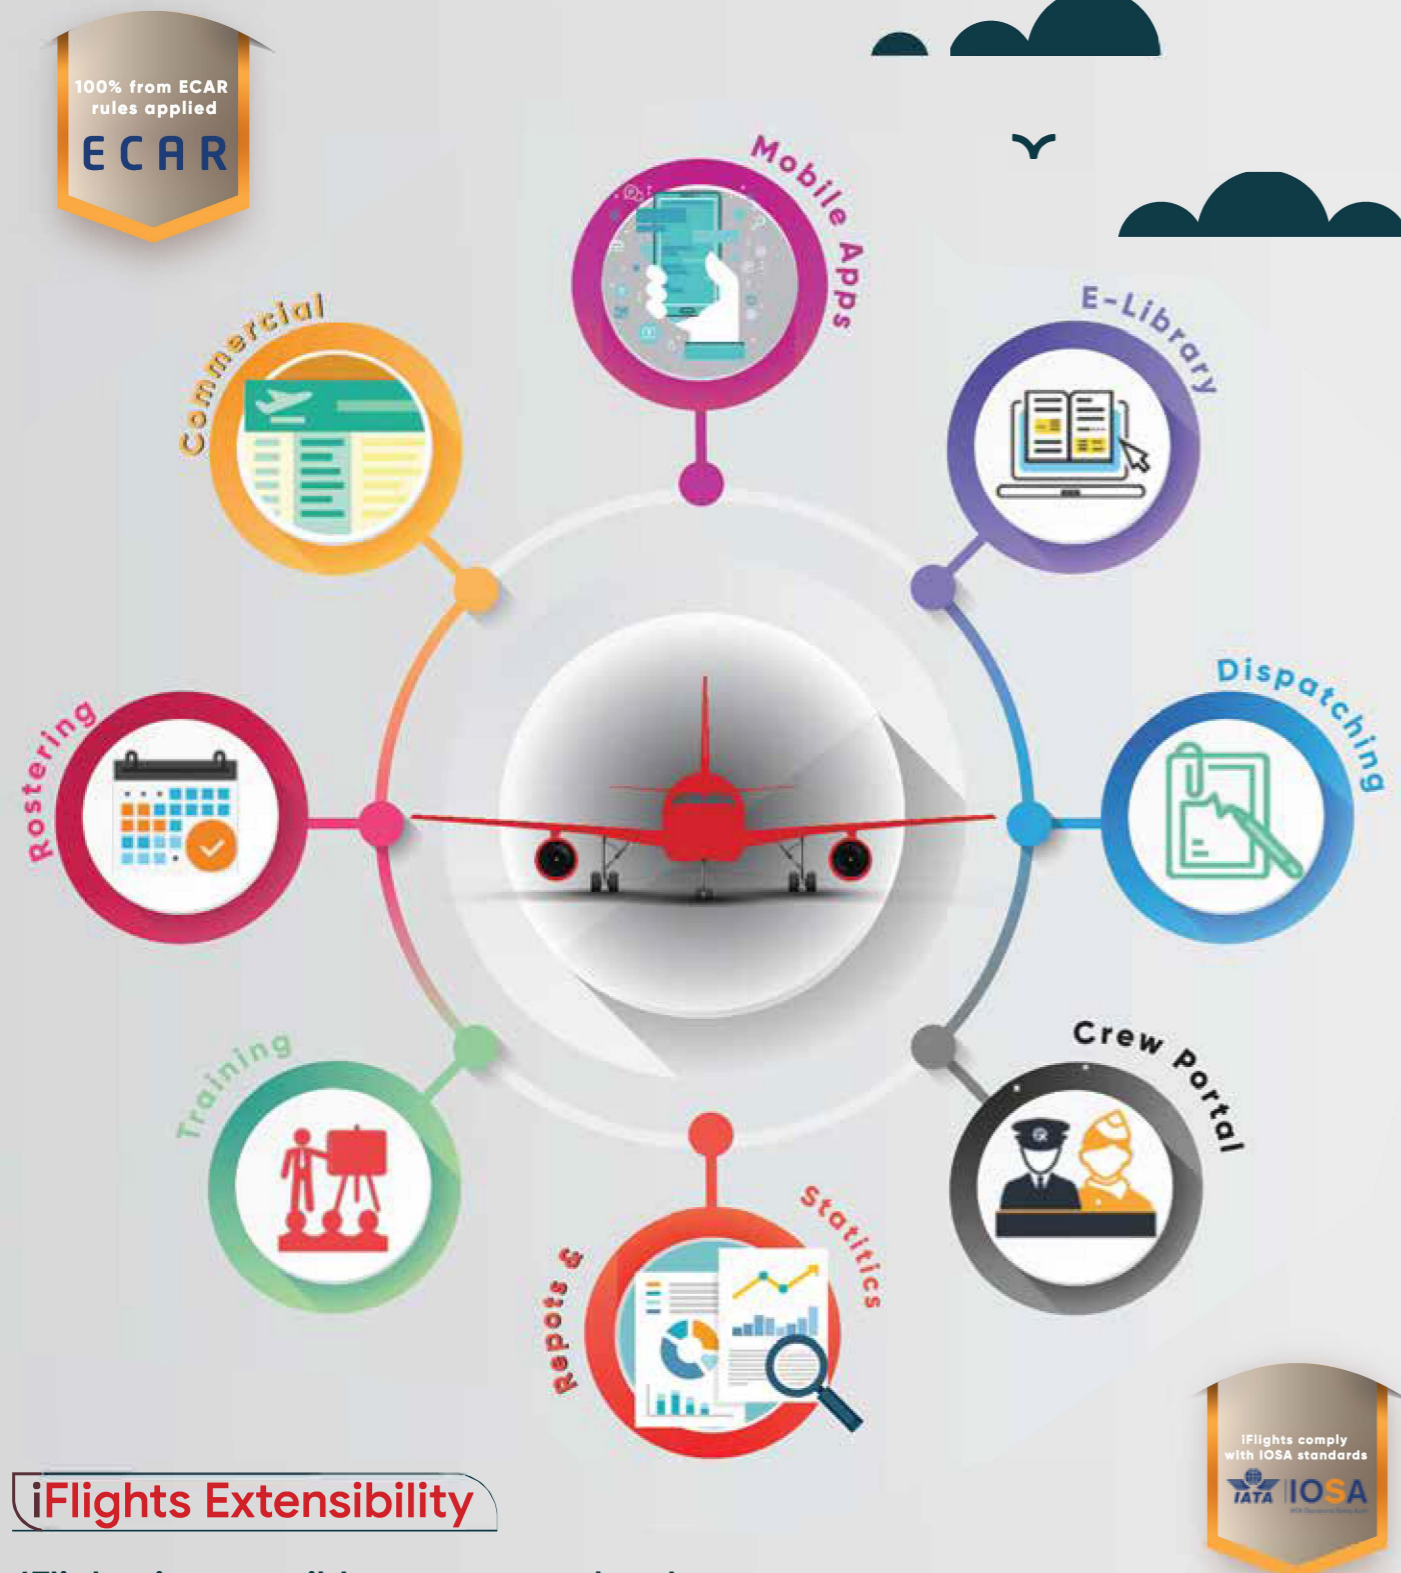 100% from ECAR
rules applied
ECAR
Mobile Apps
Commercial
E-Library
Rostering
Dispatching
Training
Crew Portal
Repots &
Statitics
iFlights comply
with IOSA standards
IATA IOSA
iFlights Extensibility